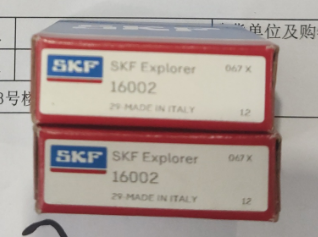 货单位及购
3号楼
SKF
SKF Explorer
067 X
16002
29-MADE IN ITALY
12
SKF
SKF Explorer
067 X
16002
29-MADE IN ITALY
12